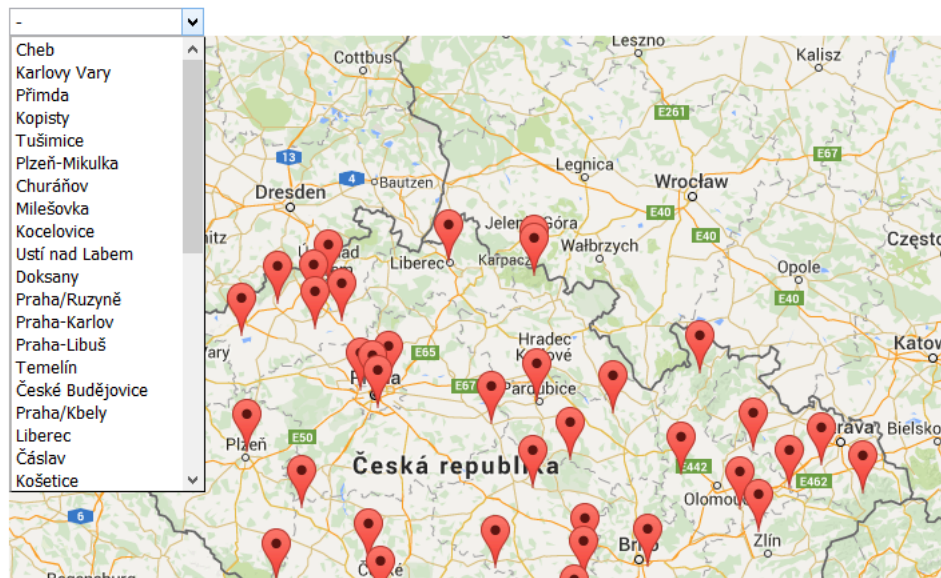 -
Cheb
Karlovy Vary
Přimda
Kopisty
Tušimice
Plzeň-Mikulka
Churáňov
Milešovka
Kocelovice
Ustí nad Labem
Doksany
Praha/Ruzyně
Praha-Karlov
Praha-Libuš
Temelín
České Budějovice
Praha/Kbely
Liberec
Čáslav
Košetice
Leszno
Cottbus
Kalisz
E261
13
E67
Legnica
4
Bautzen
Wrocław
Dresden
E40
Jeleni Góra
E40
Wałbrzych
Liberec
Karpacz
Opole
E40
Hradec
E65
E67
Pardubice
Plzeň
E50
Česká republika
E442
Olomouc
E462
Bielsko
6
Zlín
Brno
České